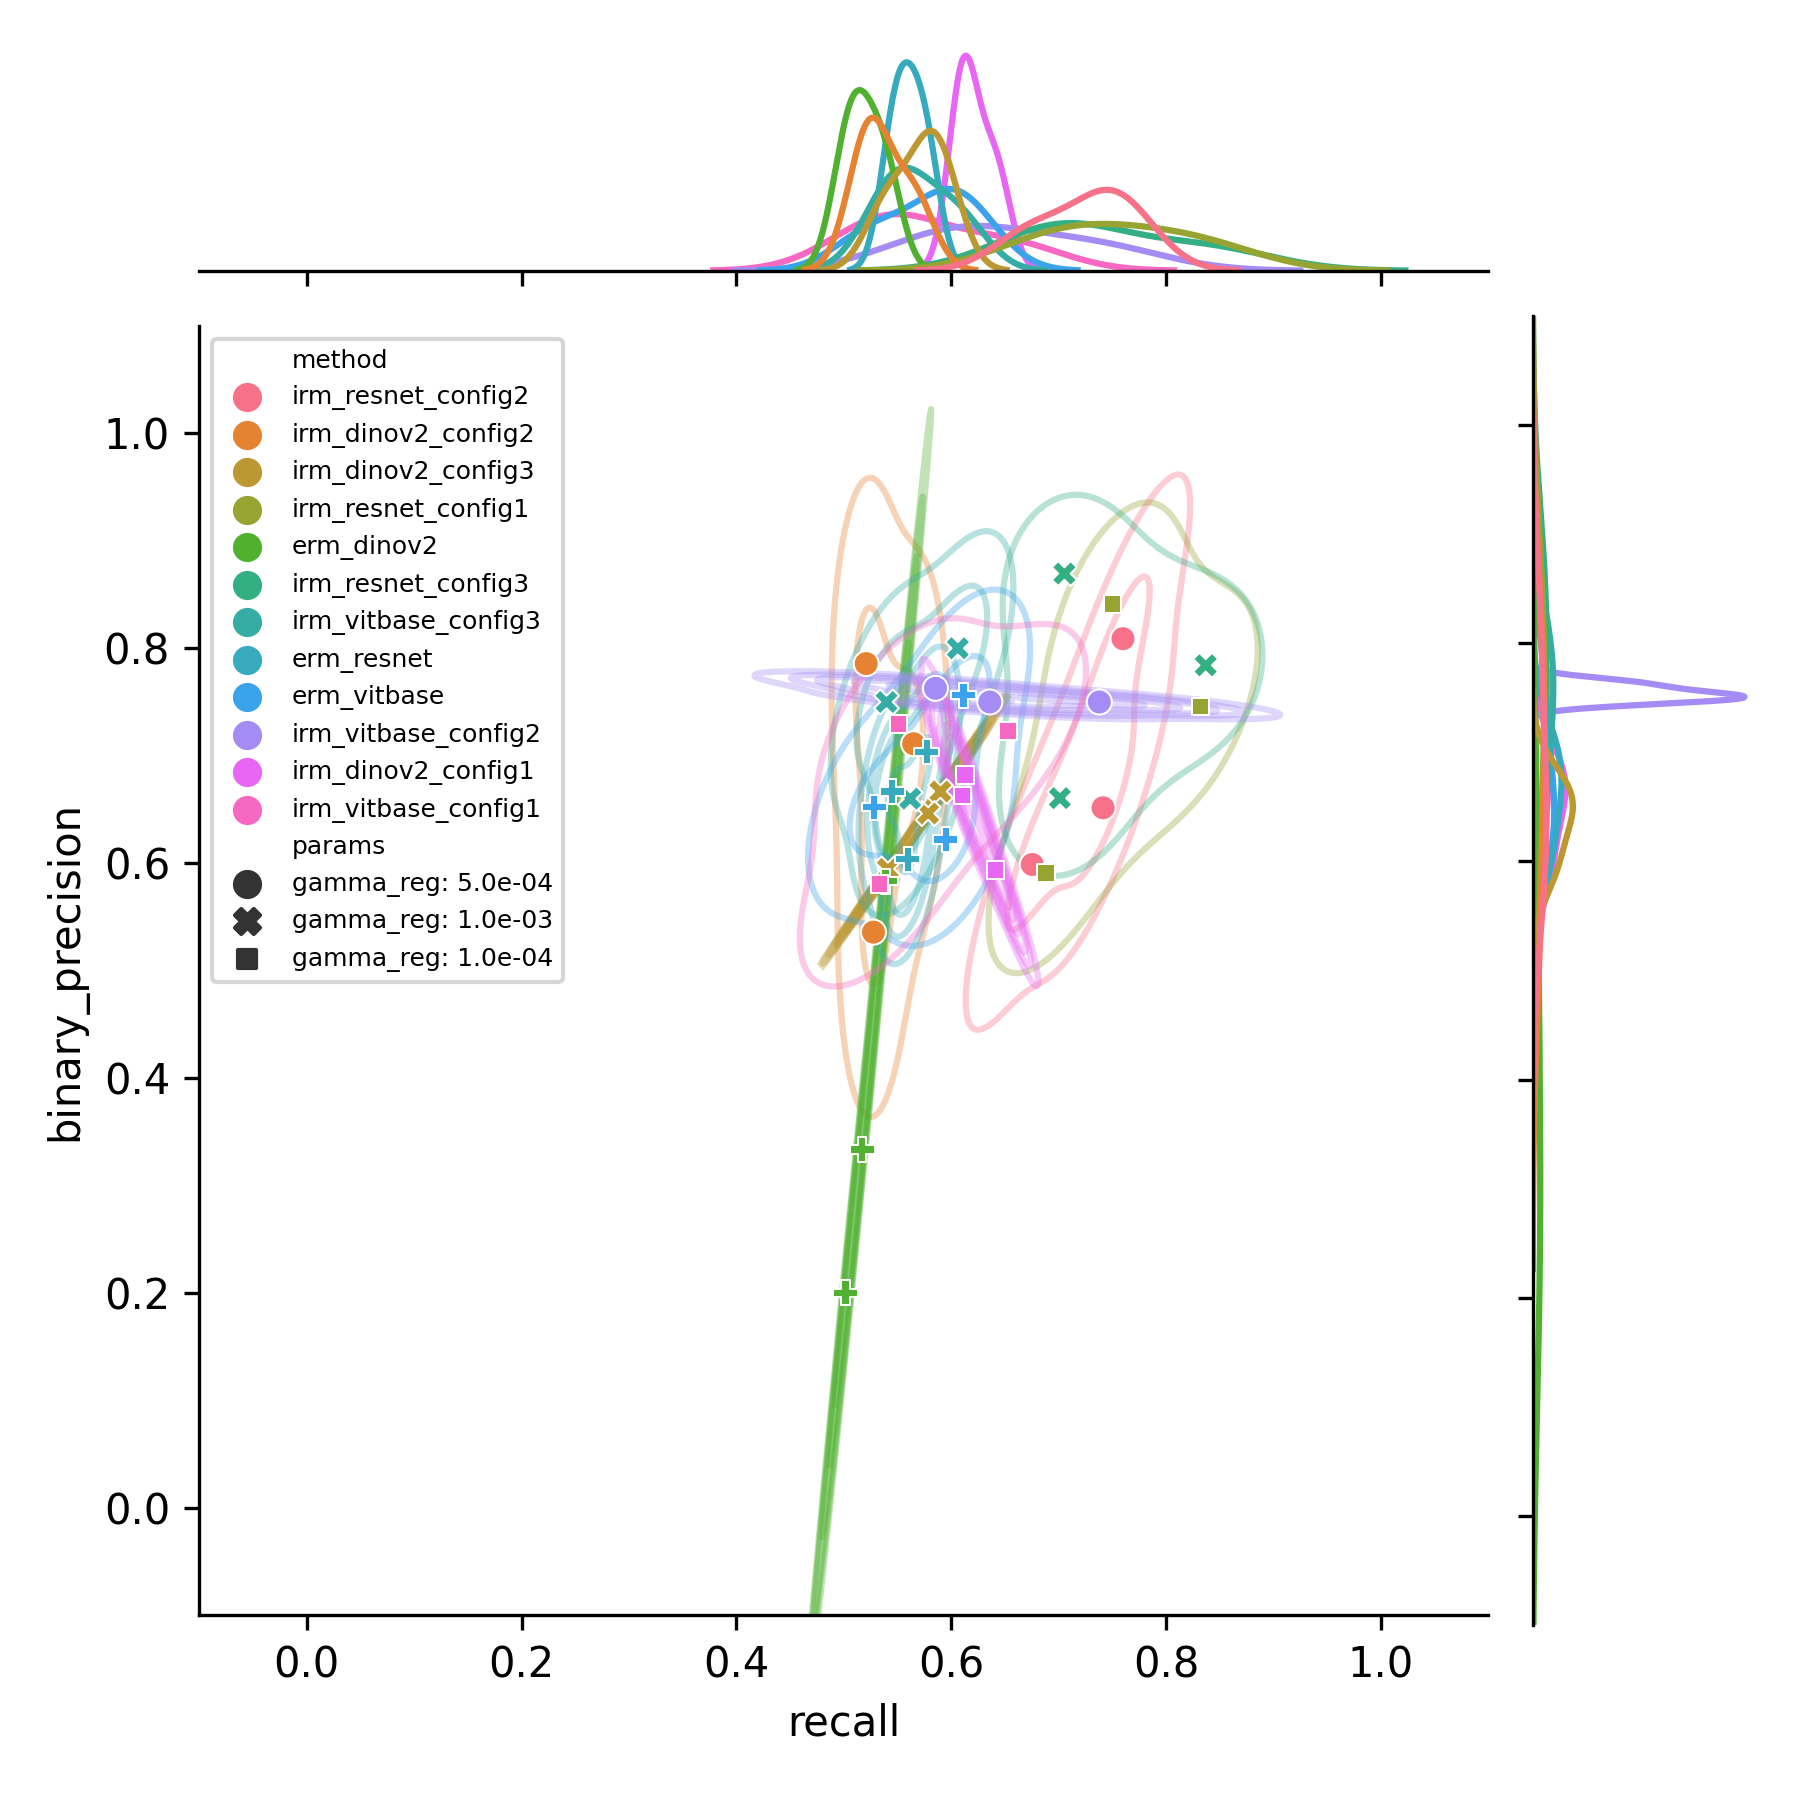 method
irm_resnet_config2
irm_dinov2_config2
irm_dinov2_config3
irm_resnet_config1
erm_dinov2
irm_resnet_config3
irm_vitbase_config3
erm_resnet
erm_vitbase
irm_vitbase_config2
irm_dinov2_config1
irm_vitbase_config1
params
gamma_reg: 5.0e-04
gamma_reg: 1.0e-03
gamma_reg: 1.0e-04
binary_precision
1.0
0.8
0.6
0.4
0.2
0.0
0.0 0.2 0.4 0.6 0.8 1.0
recall